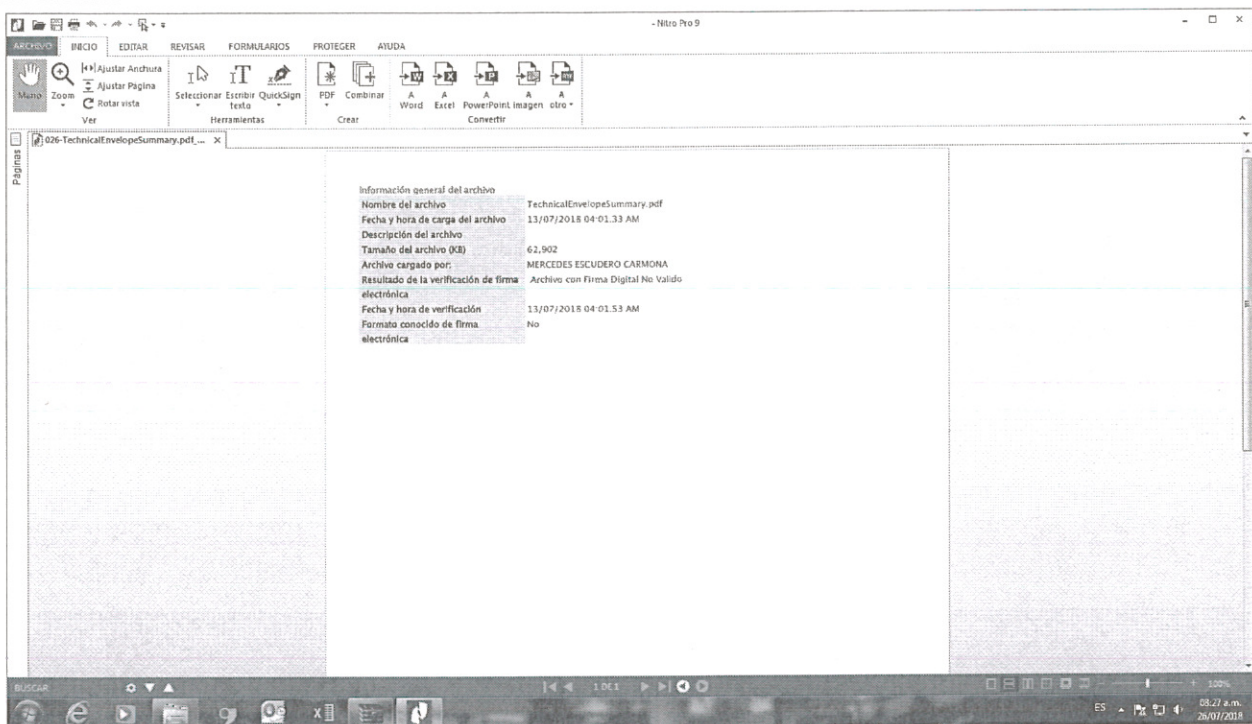 - Nitro Pro 9
ARCHIVO INICIO EDITAR REVISAR FORMULARIOS PROTEGER AYUDA
Mano
Zoom
Ajustar Anchura
Ajustar Página
Rotar vista
Ver
Seleccionar
Escribir texto
QuickSign
Herramientas
PDF
Combinar
Crear
A Word
A Excel
A PowerPoint
A imagen
A otro
Convertir
026-TechnicalEnvelopeSummary.pdf_... x
Páginas
Información general del archivo
Nombre del archivo TechnicalEnvelopeSummary.pdf
Fecha y hora de carga del archivo 13/07/2018 04:01.33 AM
Descripción del archivo
Tamaño del archivo (KB) 62,902
Archivo cargado por: MERCEDES ESCUDERO CARMONA
Resultado de la verificación de firma Archivo con Firma Digital No Valido
electrónica
Fecha y hora de verificación 13/07/2018 04:01.53 AM
Formato conocido de firma No
electrónica
BUSCAR
1 DE 1
100%
ES
08:27 a.m.
26/07/2018